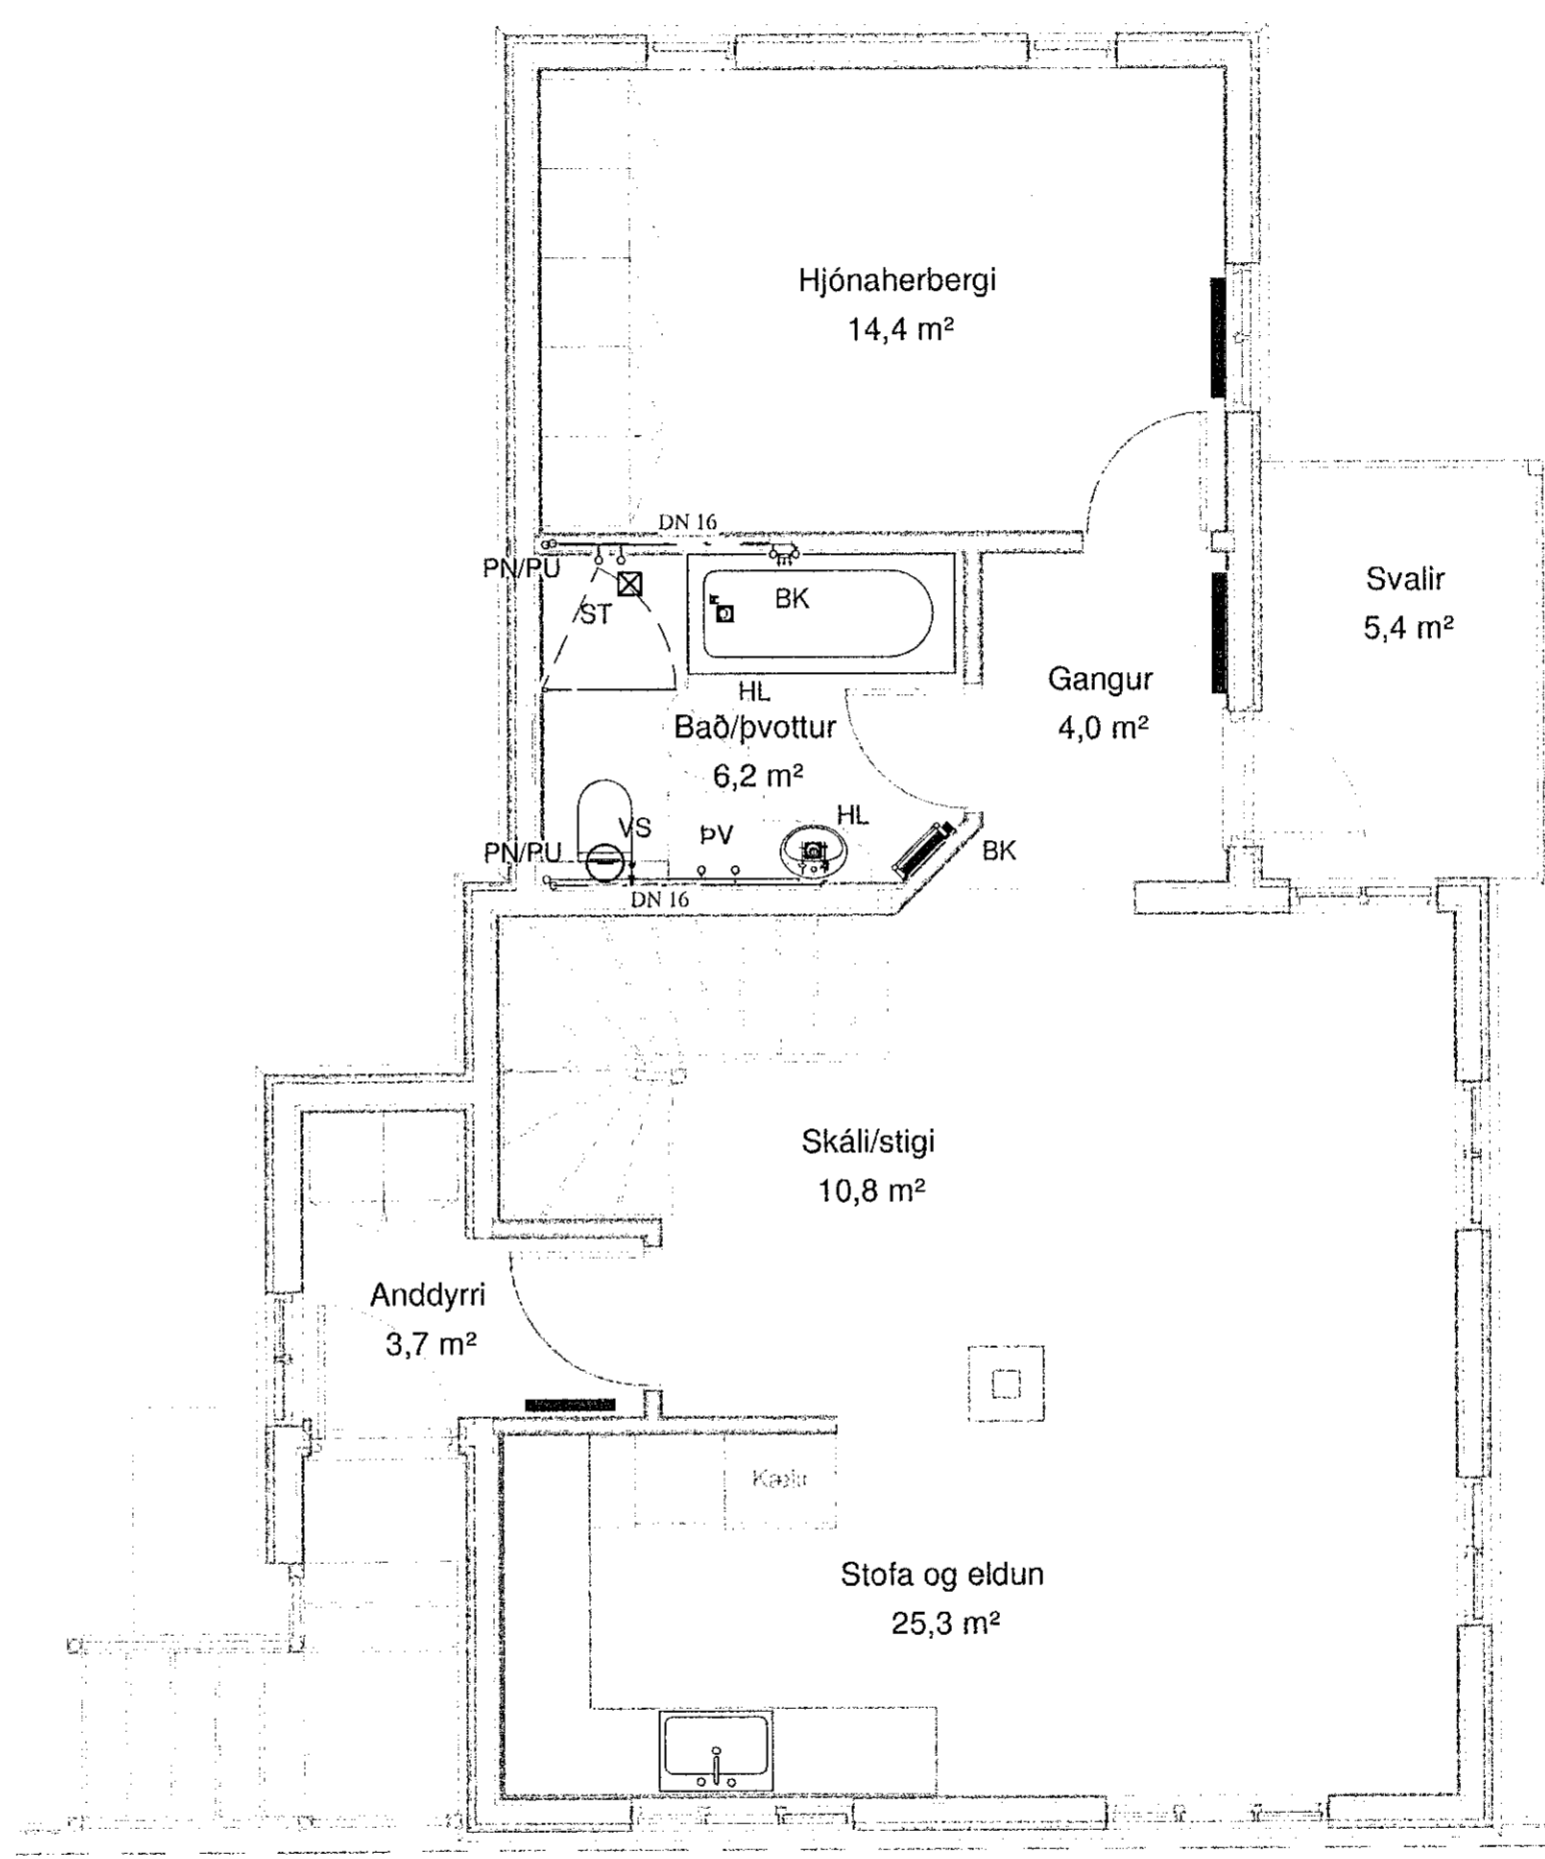 Hjónaherbergi
14,4 m²
DN 16
PN/PU
ST
BK
Svalir
5,4 m²
HL
Gangur
4,0 m²
Bað/þvottur
6,2 m²
HL
VS
ÞV
PN/PU
BK
DN 16
Skáli/stigi
10,8 m²
Anddyrri
3,7 m²
Kælir
Stofa og eldun
25,3 m²